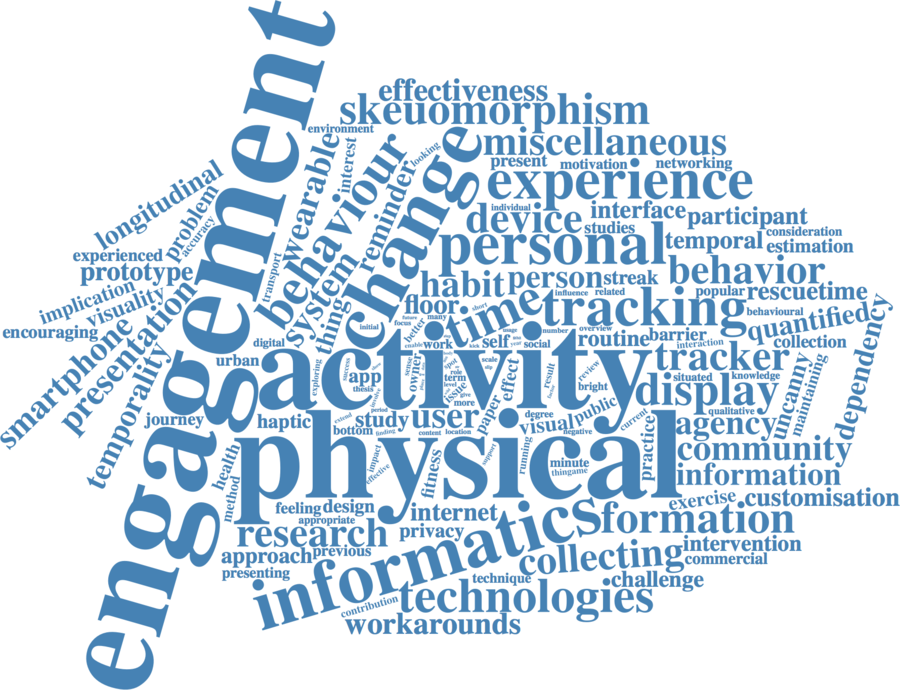 engagement
effectiveness
skeuomorphism
environment
miscellaneous
looking
interest
wearable
behaviour
reminder
change
present
motivation
networking
experience
longitudinal
problem
accuracy
individual
device
interface
participant
studies
consideration
experienced
prototype
transport
system
personal
temporal
estimation
habit
person
streak
behavior
implication
visuality
presentation
thing
floor
time
influence
related
popular
rescuetime
tracking
behavioural
quantified
dependency
encouraging
smartphone
temporality
digital
initial
future
focus
many
short
better
work
self
usage
social
number
overview
routine
barrier
interaction
collection
urban
activity
tracker
exploring
success
app
thesis
sense
owner
spot
role
term
level
issue
give
more
scale
slip
effect
paper
result
review
bright
situated
knowledge
display
uncanny
maintaining
journey
haptic
extend
period
study
user
bottom
finding
content
location
degree
visual
public
negative
current
qualitative
agency
physical
practice
community
health
method
impact
effective
fitness
support
running
minute
thingame
information
feeling
design
appropriate
internet
exercise
customisation
research
privacy
informatics
formation
approach
previous
presenting
collecting
intervention
commercial
technique
challenge
contribution
technologies
workarounds